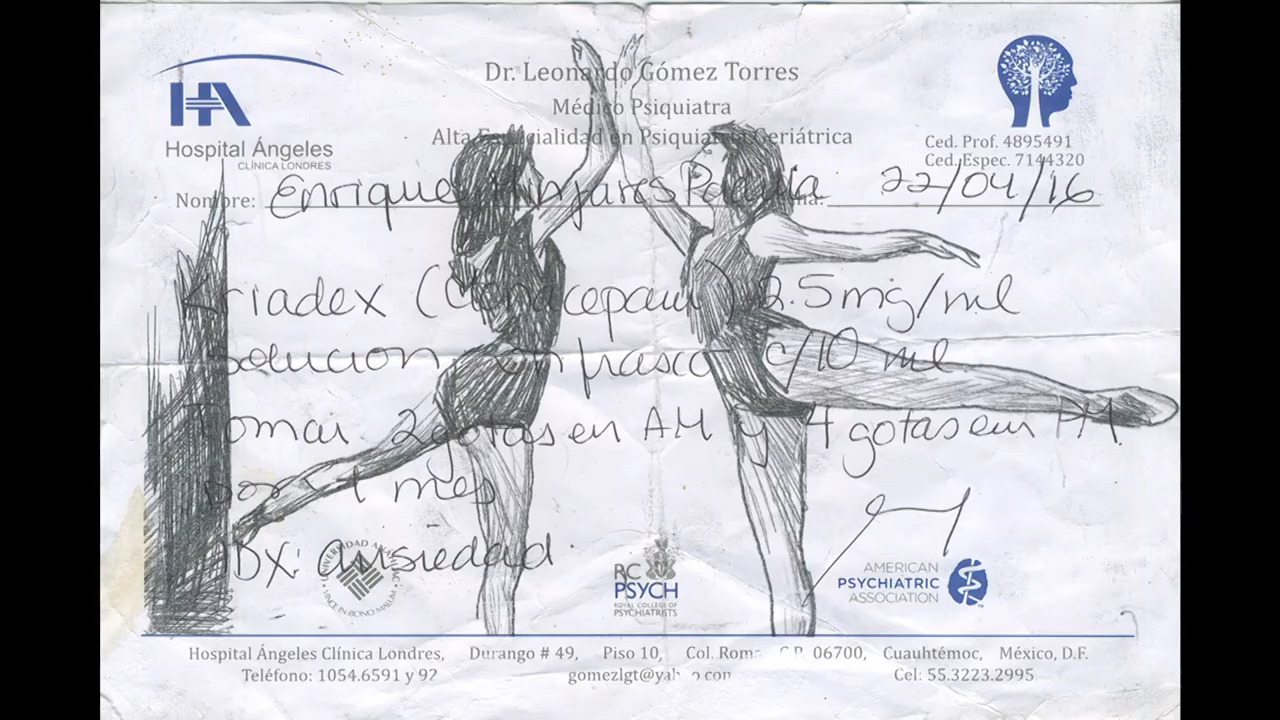 Dr. Leonardo Gómez Torres
Médico Psiquiatra
Alta Especialidad en Psiquiatría Geriátrica
HA
Hospital Ángeles
CLÍNICA LONDRES
Ced. Prof. 4895491
Ced. Espec. 7144320
Nombre: Enrique 22/04/16
Kriadex (Clonacepam) 2.5mg/ml
Solucion en frasco c/10 ml
Tomar 2 gotas en AM y 4 gotas en PM
por 1 mes
DX: ansiedad
RC PSYCH
ROYAL COLLEGE OF PSYCHIATRISTS
AMERICAN
PSYCHIATRIC
ASSOCIATION
Hospital Ángeles Clínica Londres, Durango # 49, Piso 10, Col. Roma C.P. 06700, Cuauhtémoc, México, D.F.
Teléfono: 1054.6591 y 92 Cel: 55.3223.2995